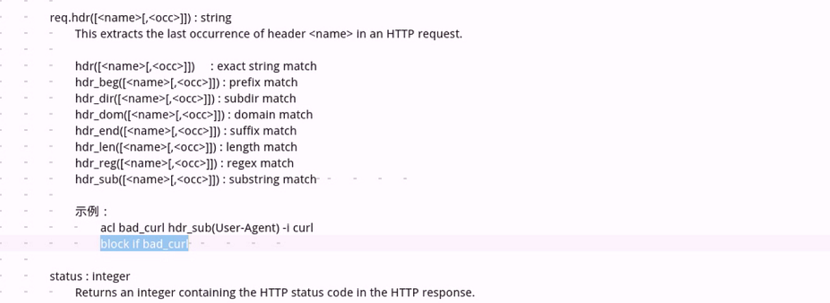 req.hdr([<name>[,<occ>]]) : string
This extracts the last occurrence of header <name> in an HTTP request.
hdr([<name>[,<occ>]]) : exact string match
hdr_beg([<name>[,<occ>]]) : prefix match
hdr_dir([<name>[,<occ>]]) : subdir match
hdr_dom([<name>[,<occ>]]) : domain match
hdr_end([<name>[,<occ>]]) : suffix match
hdr_len([<name>[,<occ>]]) : length match
hdr_reg([<name>[,<occ>]]) : regex match
hdr_sub([<name>[,<occ>]]) : substring match
示例：
acl bad_curl hdr_sub(User-Agent) -i curl
block if bad_curl
status : integer
Returns an integer containing the HTTP status code in the HTTP response.